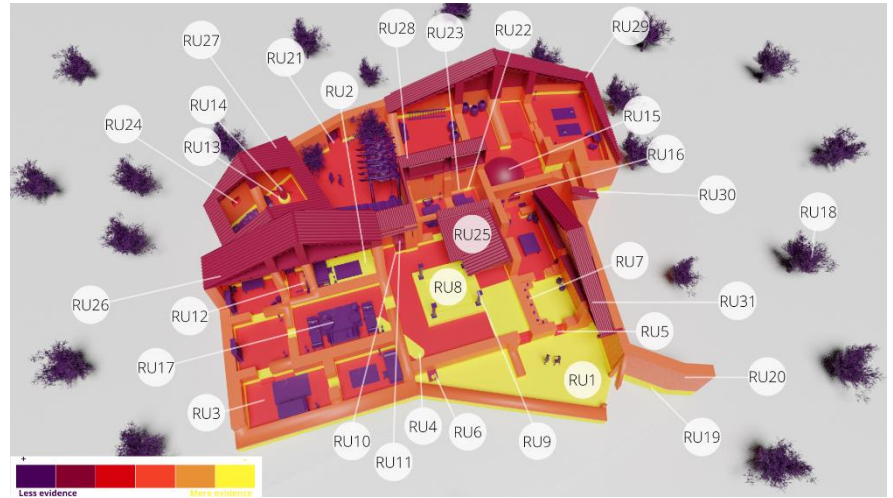 RU29
RU22
RU23
RU28
RU27
RU21
RU2
RU14
RU24
RU13
RU15
RU16
RU30
RU18
RU25
RU7
RU8
RU26
RU12
RU31
RU5
RU17
RU1
RU20
RU3
RU10
RU4
RU6
RU9
RU19
RU11
+ -
Less evidence More evidence